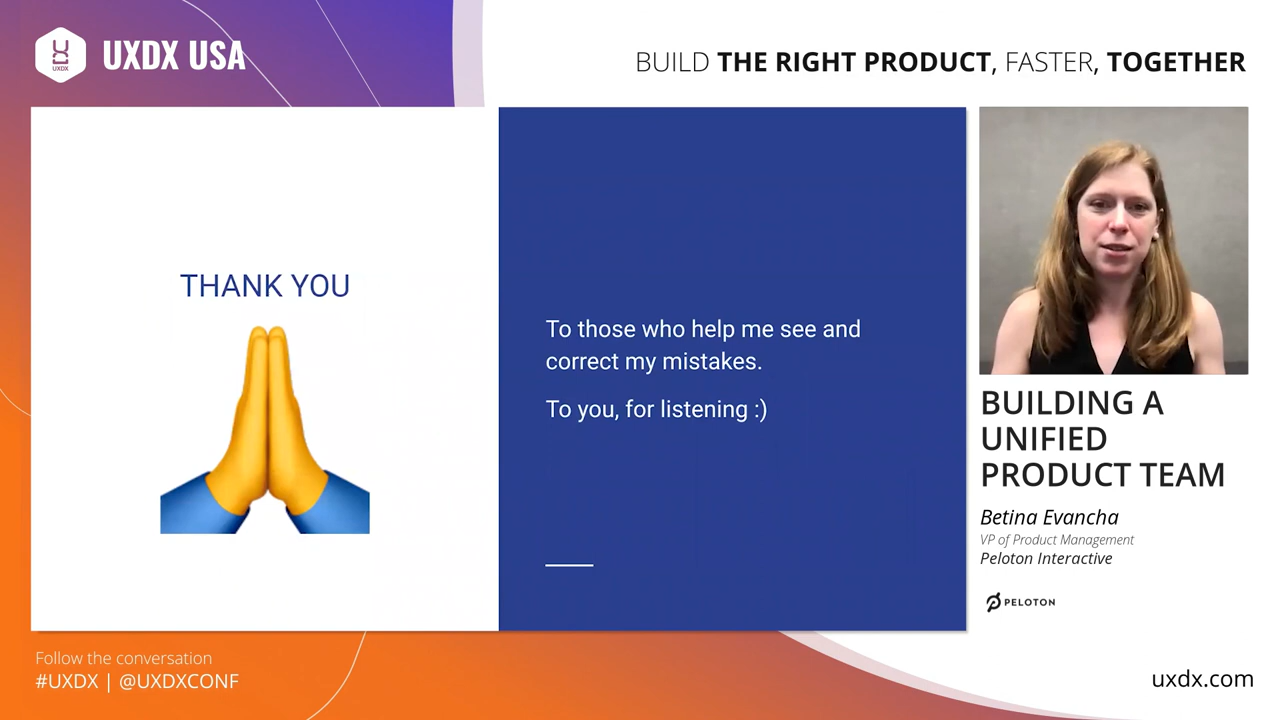 UXDX
UXDX USA
BUILD THE RIGHT PRODUCT, FASTER, TOGETHER
THANK YOU
To those who help me see and
correct my mistakes.
To you, for listening :)
BUILDING A
UNIFIED
PRODUCT TEAM
Betina Evancha
VP of Product Management
Peloton Interactive
PELOTON
Follow the conversation
#UXDX | @UXDXCONF
uxdx.com